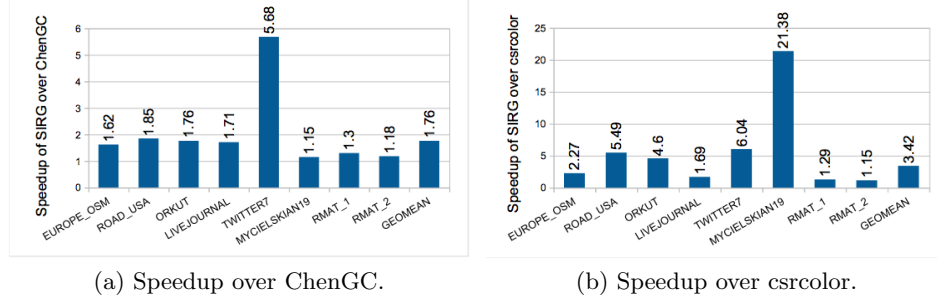 Speedup of SIRG over ChenGC
6
5
4
3
2
1
0
1.62
1.85
1.76
1.71
5.68
1.15
1.3
1.18
1.76
EUROPE_OSM
ROAD_USA
ORKUT
LIVEJOURNAL
TWITTER7
MYCIELSKIAN19
RMAT_1
RMAT_2
GEOMEAN
(a) Speedup over ChenGC.
Speedup of SIRG over csrcolor
25
20
15
10
5
0
2.27
5.49
4.6
1.69
6.04
21.38
1.29
1.15
3.42
EUROPE_OSM
ROAD_USA
ORKUT
LIVEJOURNAL
TWITTER7
MYCIELSKIAN19
RMAT_1
RMAT_2
GEOMEAN
(b) Speedup over csrcolor.